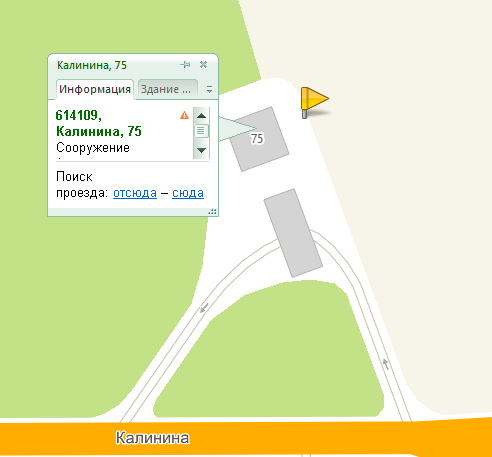 Калинина, 75
Информация
Здание ...
614109,
Калинина, 75
Сооружение
Поиск
проезда: отсюда – сюда
75
Калинина